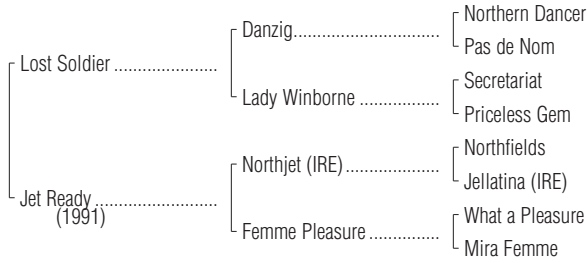 Northern Dancer
Danzig........................................
Pas de Nom
Lost Soldier ............................
Secretariat
Lady Winborne ......................
Priceless Gem
Northfields
Northjet (IRE)..........................
Jellatina (IRE)
Jet Ready .................................
(1991)
What a Pleasure
Femme Pleasure ...................
Mira Femme